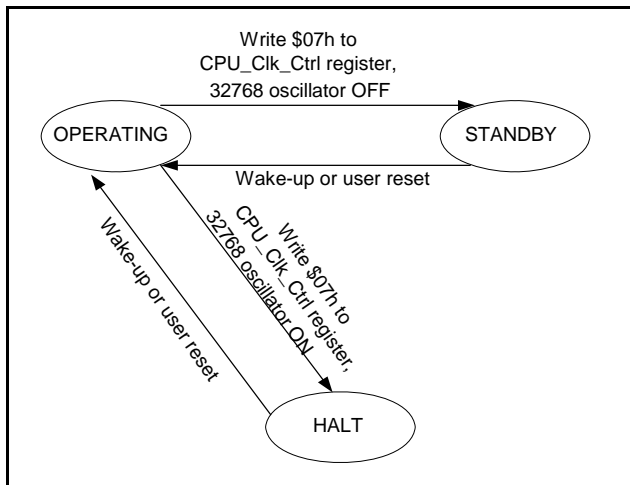 Write $07h to
CPU_Clk_Ctrl register,
32768 oscillator OFF
OPERATING
STANDBY
Wake-up or user reset
Write $07h to
CPU_Clk_Ctrl register,
32768 oscillator ON
Wake-up or user reset
HALT